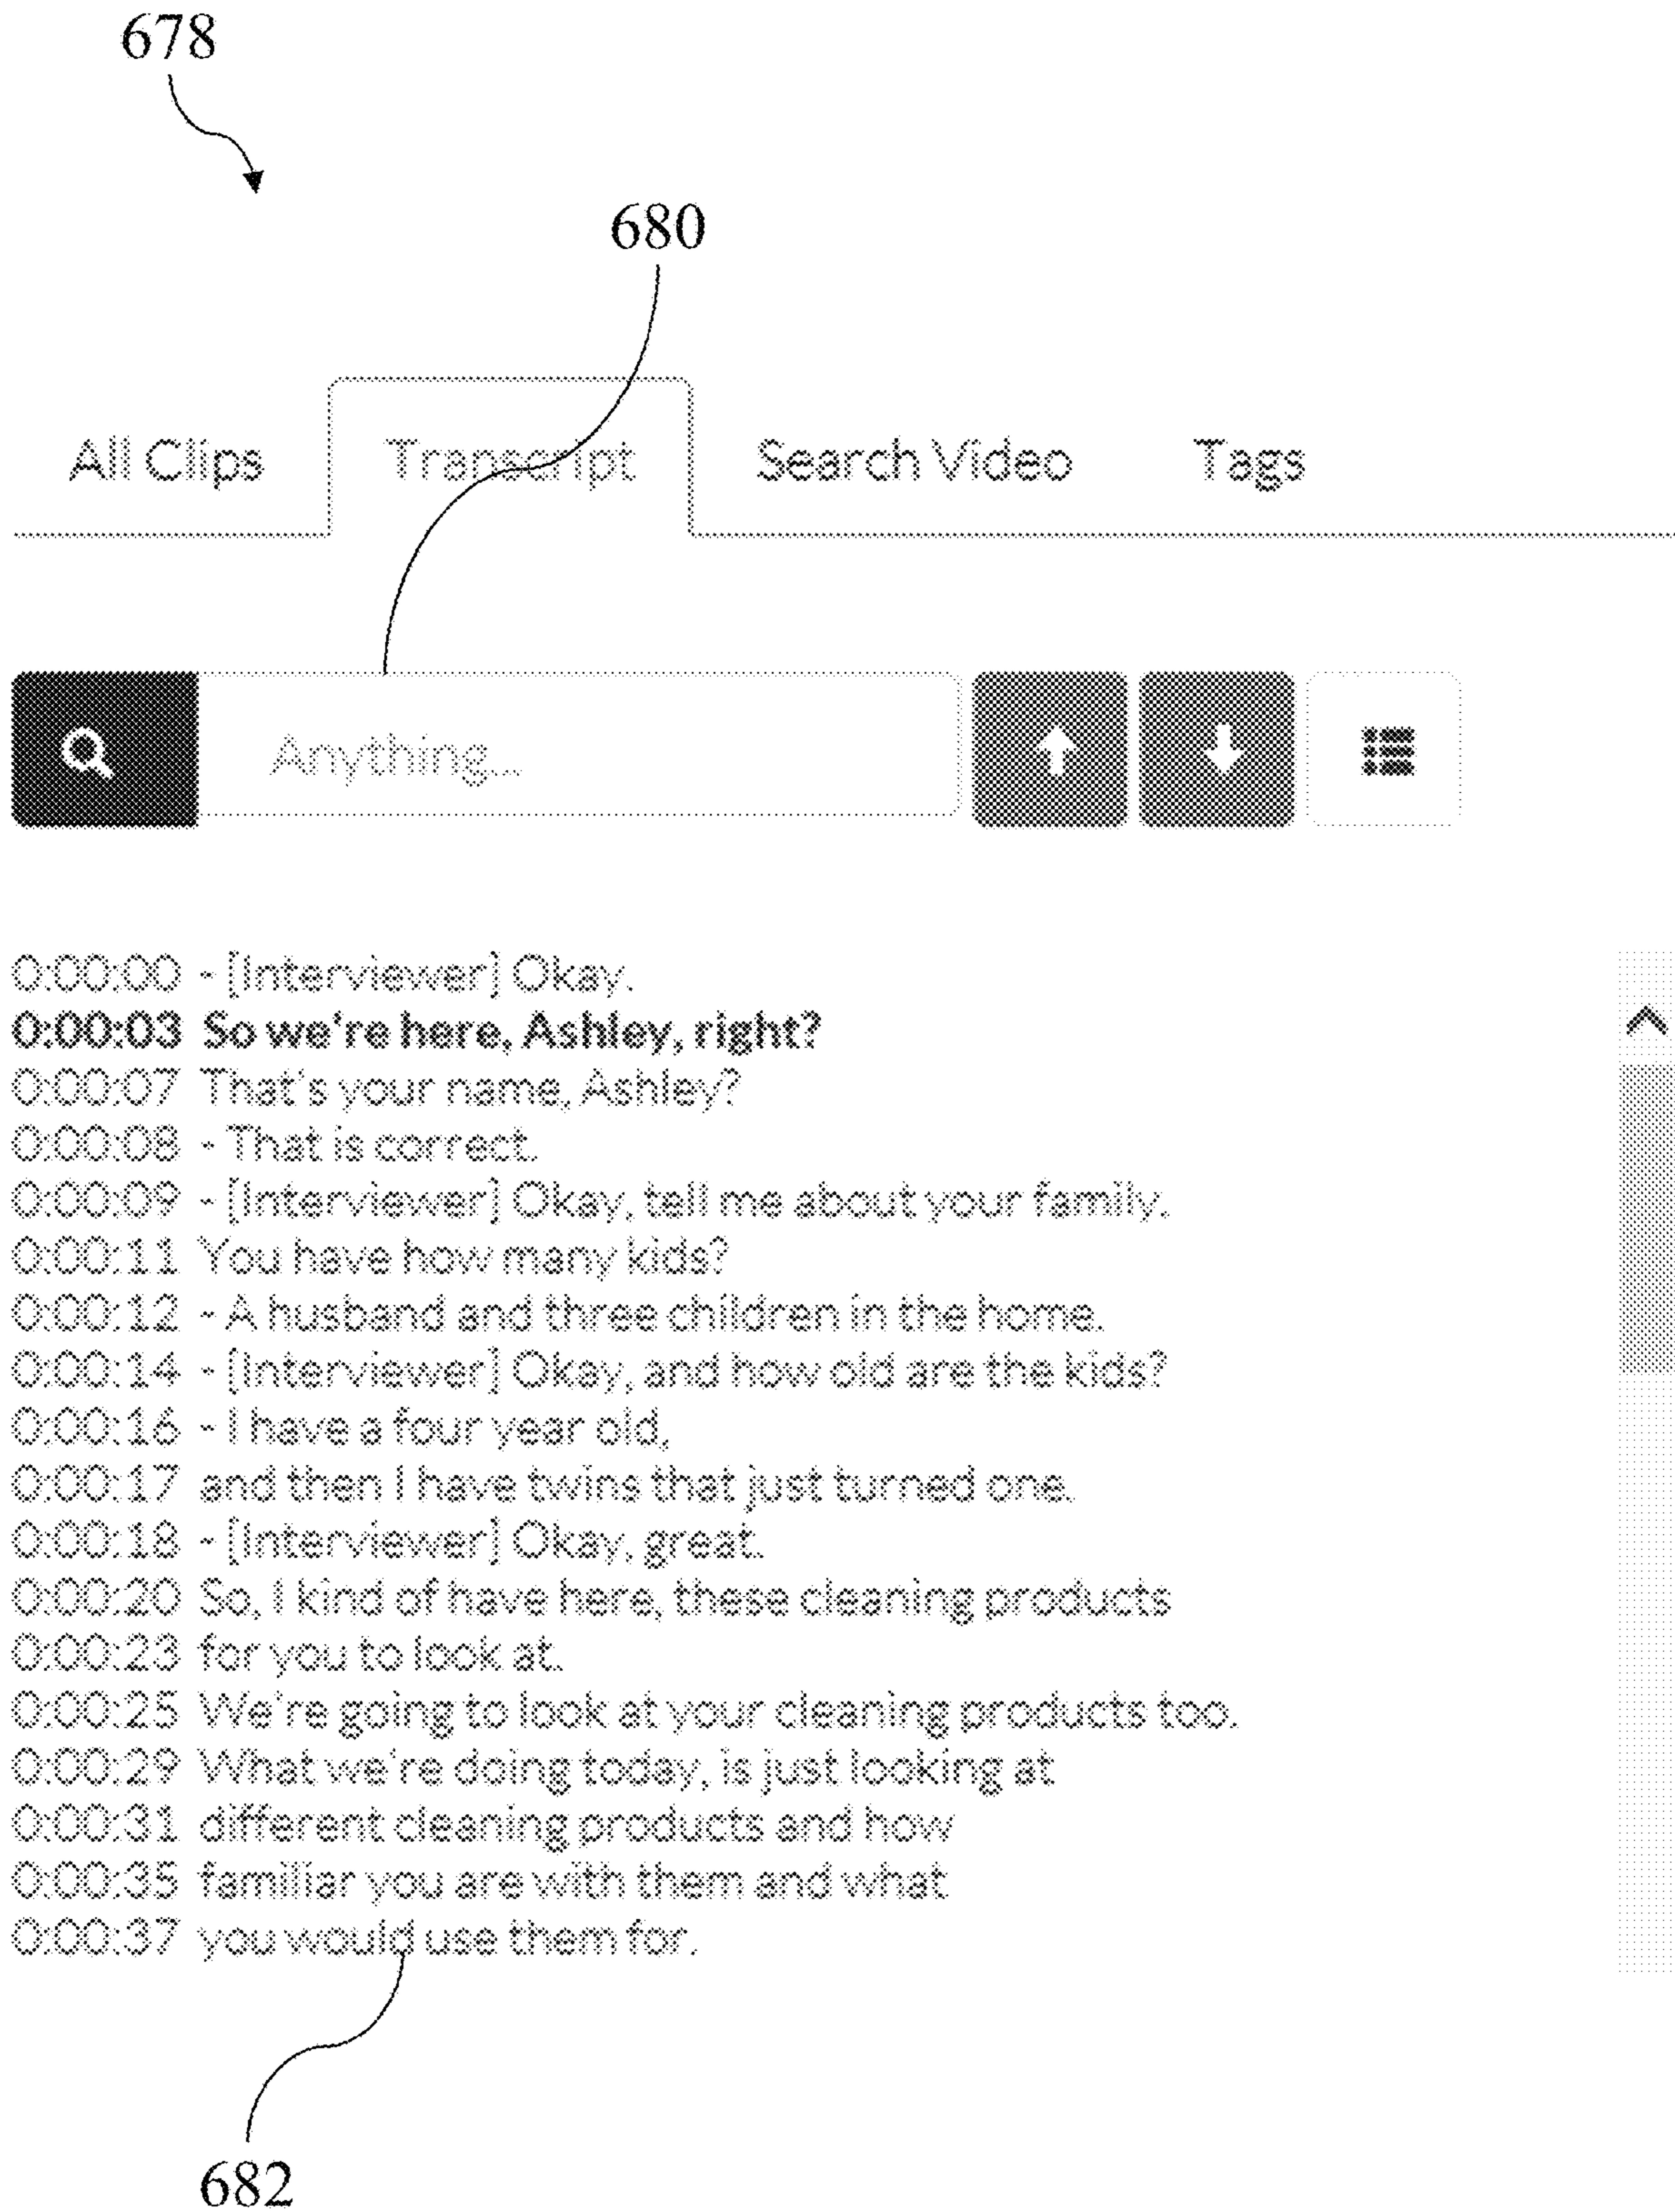 678
680
All Clips Transcript Search Video Tags
Anything...
0:00:00 - [Interviewer] Okay.
0:00:03 So we're here, Ashley, right?
0:00:07 That's your name, Ashley?
0:00:08 - That is correct.
0:00:09 - [Interviewer] Okay, tell me about your family.
0:00:11 You have how many kids?
0:00:12 - A husband and three children in the home.
0:00:14 - [Interviewer] Okay, and how old are the kids?
0:00:16 - I have a four year old,
0:00:17 and then I have twins that just turned one.
0:00:18 - [Interviewer] Okay, great.
0:00:20 So, I kind of have here, these cleaning products
0:00:23 for you to look at.
0:00:25 We're going to look at your cleaning products too.
0:00:29 What we're doing today, is just looking at
0:00:31 different cleaning products and how
0:00:35 familiar you are with them and what
0:00:37 you would use them for.
682